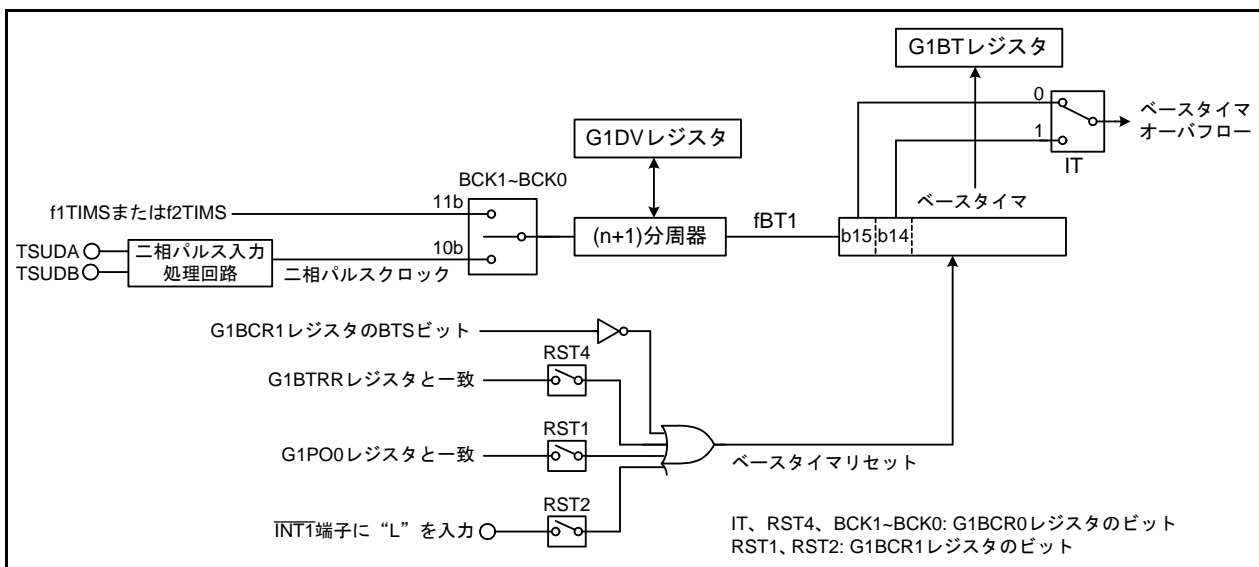 G1BTレジスタ
0
1
IT
ベースタイマ
オーバフロー
G1DVレジスタ
BCK1~BCK0
f1TIMSまたはf2TIMS
11b
10b
(n+1)分周器
fBT1
ベースタイマ
b15
b14
TSUDA
TSUDB
二相パルス入力
処理回路
二相パルスクロック
G1BCR1レジスタのBTSビット
RST4
G1BTRRレジスタと一致
RST1
G1PO0レジスタと一致
ベースタイマリセット
RST2
INT1端子に“L”を入力
IT、RST4、BCK1~BCK0: G1BCR0レジスタのビット
RST1、RST2: G1BCR1レジスタのビット